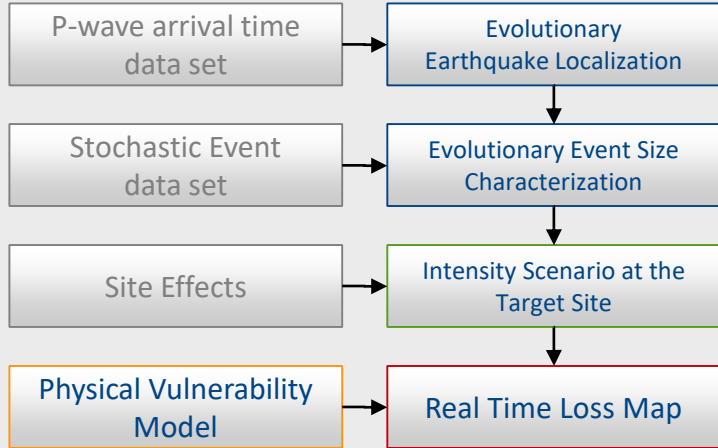 P-wave arrival time
data set
Evolutionary
Earthquake Localization
Stochastic Event
data set
Evolutionary Event Size
Characterization
Site Effects
Intensity Scenario at the
Target Site
Physical Vulnerability
Model
Real Time Loss Map